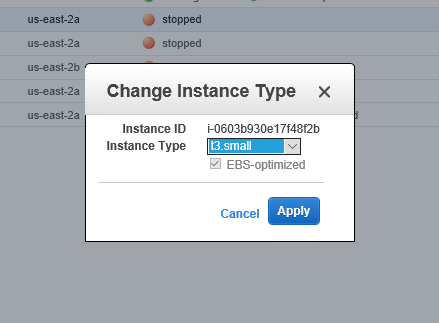 us-east-2a stopped
us-east-2a stopped
us-east-2b
us-east-2a
us-east-2a
Change Instance Type
Instance ID i-0603b930e17f48f2b
Instance Type t3.small
EBS-optimized
Cancel Apply